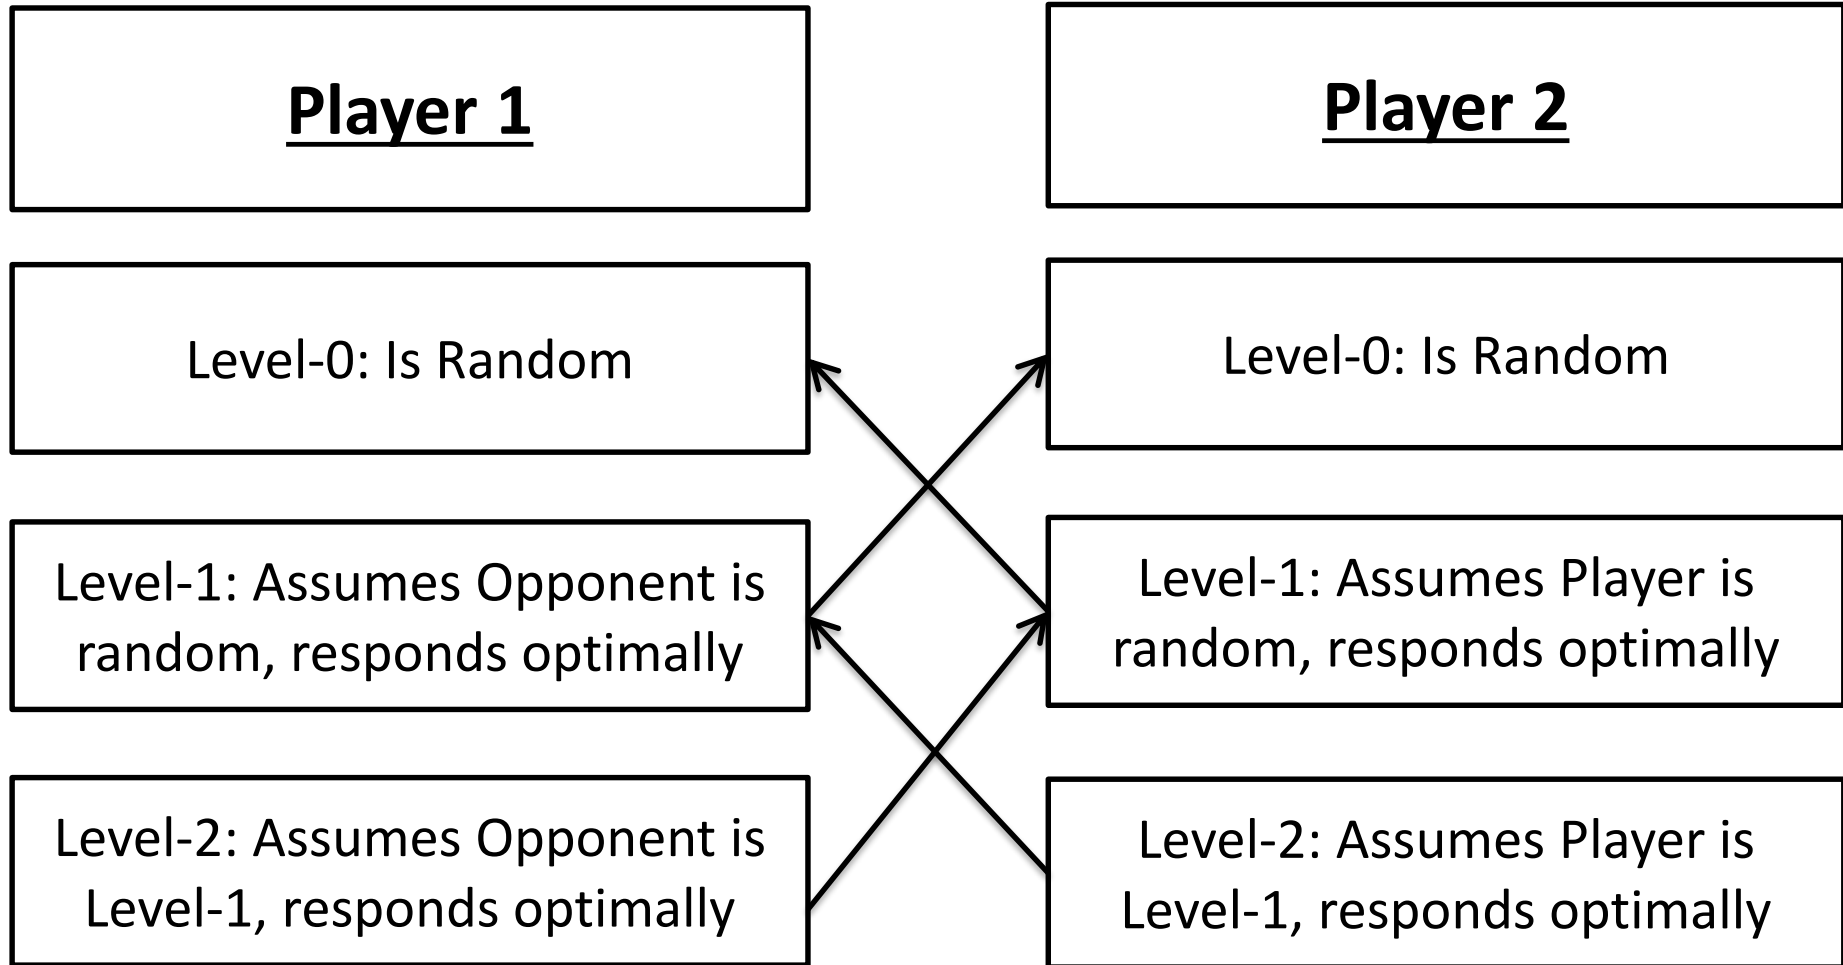 Player 1
Player 2
Level-0: Is Random
Level-0: Is Random
Level-1: Assumes Opponent is
random, responds optimally
Level-1: Assumes Player is
random, responds optimally
Level-2: Assumes Opponent is
Level-1, responds optimally
Level-2: Assumes Player is
Level-1, responds optimally